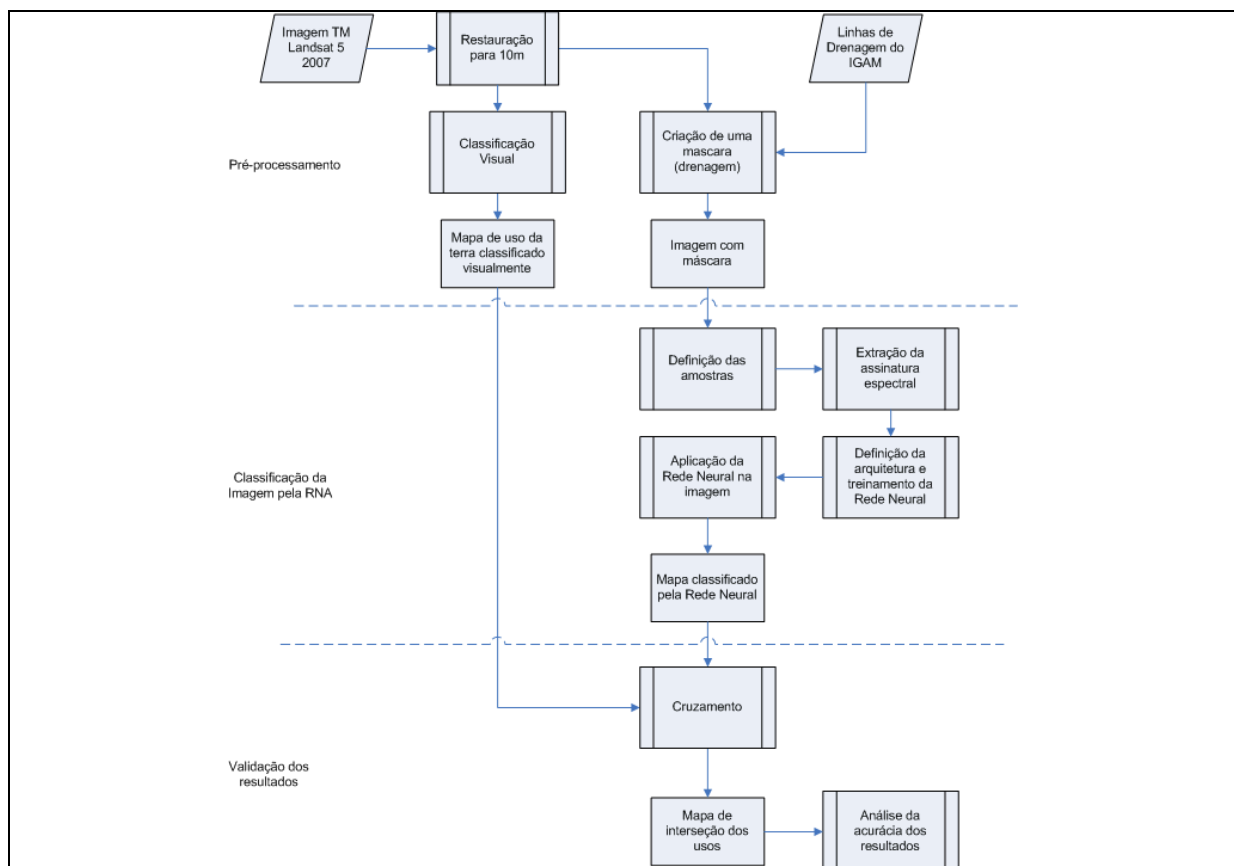 Imagem TM
Landsat 5
2007
Restauração
para 10m
Linhas de
Drenagem do
IGAM
Pré-processamento
Classificação
Visual
Criação de uma
mascara
(drenagem)
Mapa de uso da
terra classificado
visualmente
Imagem com
máscara
Classificação da
Imagem pela RNA
Definição das
amostras
Extração da
assinatura
espectral
Aplicação da
Rede Neural na
imagem
Definição da
arquitetura e
treinamento da
Rede Neural
Mapa classificado
pela Rede Neural
Validação dos
resultados
Cruzamento
Mapa de
interseção dos
usos
Análise da
acurácia dos
resultados